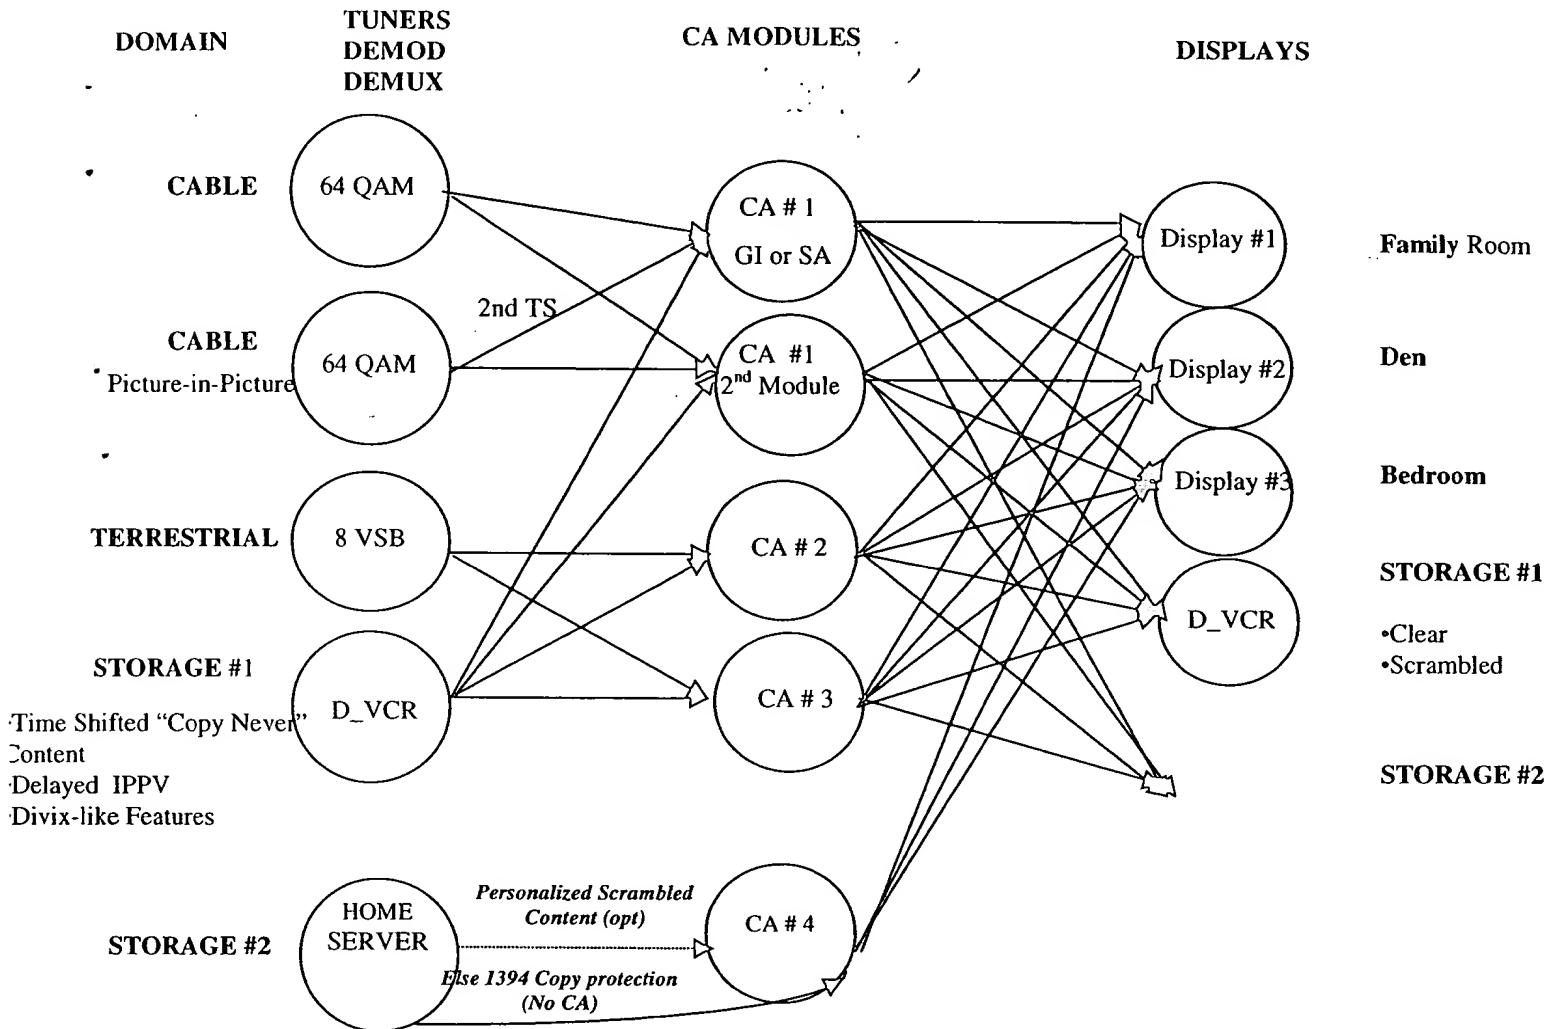 DOMAIN
TUNERS
DEMOD
DEMUX
CA MODULES
DISPLAYS
CABLE
64 QAM
CA # 1
GI or SA
Display #1
Family Room
2nd TS
CABLE
Picture-in-Picture
64 QAM
CA #1
2nd Module
Display #2
Den
Display #3
Bedroom
TERRESTRIAL
8 VSB
CA # 2
STORAGE #1
D_VCR
•Clear
•Scrambled
STORAGE #1
•Time Shifted “Copy Never”
Content
•Delayed IPPV
•Divix-like Features
D_VCR
CA # 3
STORAGE #2
STORAGE #2
HOME
SERVER
Personalized Scrambled
Content (opt)
CA # 4
Else 1394 Copy protection
(No CA)